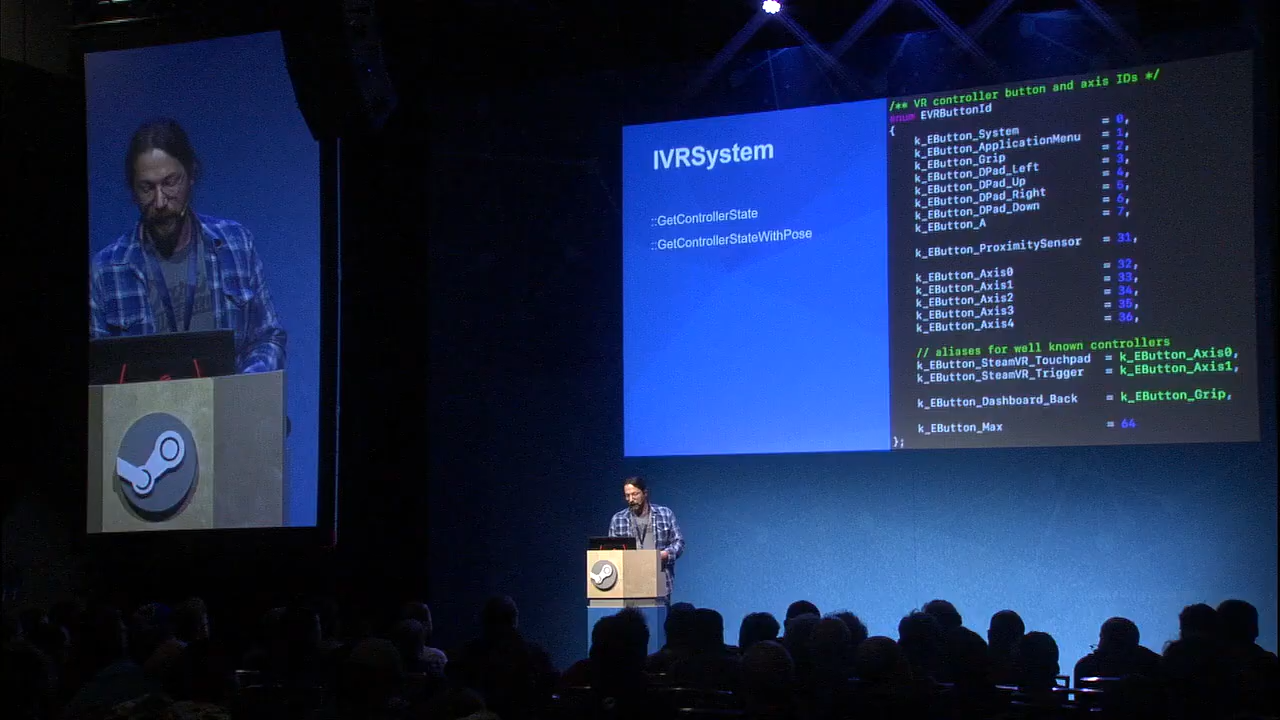 IVRSystem
::GetControllerState
::GetControllerStateWithPose
/** VR controller button and axis IDs */
enum EVRButtonId
{
k_EButton_System = 0,
k_EButton_ApplicationMenu = 1,
k_EButton_Grip = 2,
k_EButton_DPad_Left = 3,
k_EButton_DPad_Up = 4,
k_EButton_DPad_Right = 5,
k_EButton_DPad_Down = 6,
k_EButton_A = 7,
k_EButton_ProximitySensor = 31,
k_EButton_Axis0 = 32,
k_EButton_Axis1 = 33,
k_EButton_Axis2 = 34,
k_EButton_Axis3 = 35,
k_EButton_Axis4 = 36,
// aliases for well known controllers
k_EButton_SteamVR_Touchpad = k_EButton_Axis0,
k_EButton_SteamVR_Trigger = k_EButton_Axis1,
k_EButton_Dashboard_Back = k_EButton_Grip,
k_EButton_Max = 64
};